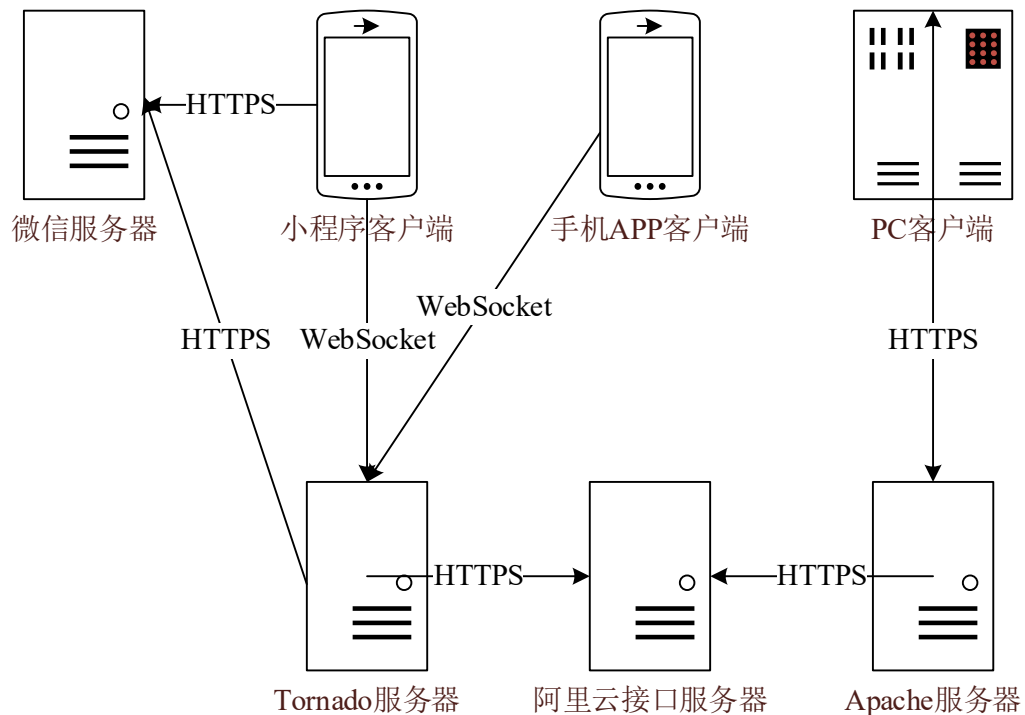 HTTPS
微信服务器
小程序客户端
手机APP客户端
PC客户端
WebSocket
HTTPS
WebSocket
HTTPS
HTTPS
HTTPS
Tornado服务器
阿里云接口服务器
Apache服务器